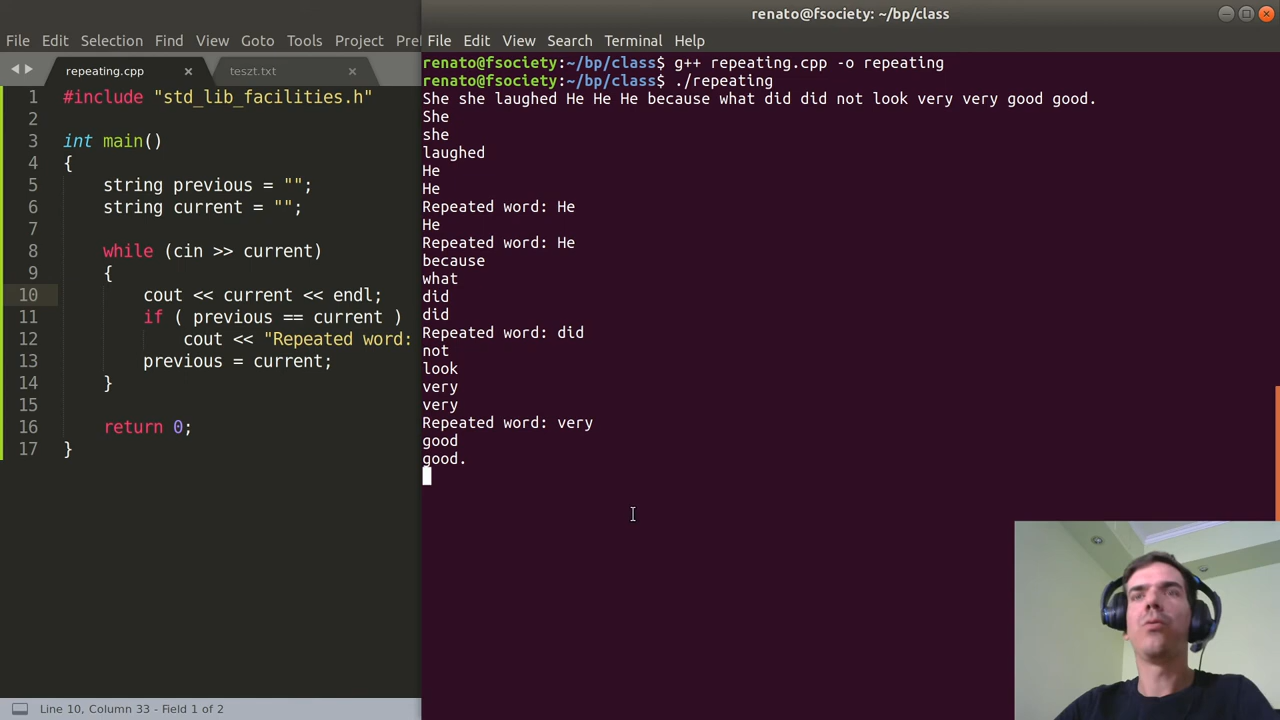 File Edit Selection Find View Goto Tools Project Pre
repeating.cpp × teszt.txt ×
1 #include "std_lib_facilities.h"
2
3 int main()
4 {
5 string previous = "";
6 string current = "";
7
8 while (cin >> current)
9 {
10 cout << current << endl;
11 if ( previous == current )
12 cout << "Repeated word:
13 previous = current;
14 }
15
16 return 0;
17 }
Line 10, Column 33 - Field 1 of 2
renato@fsociety: ~/bp/class
File Edit View Search Terminal Help
renato@fsociety:~/bp/class$ g++ repeating.cpp -o repeating
renato@fsociety:~/bp/class$ ./repeating
She she laughed He He He because what did did not look very very good good.
She
she
laughed
He
He
Repeated word: He
He
Repeated word: He
because
what
did
did
Repeated word: did
not
look
very
very
Repeated word: very
good
good.